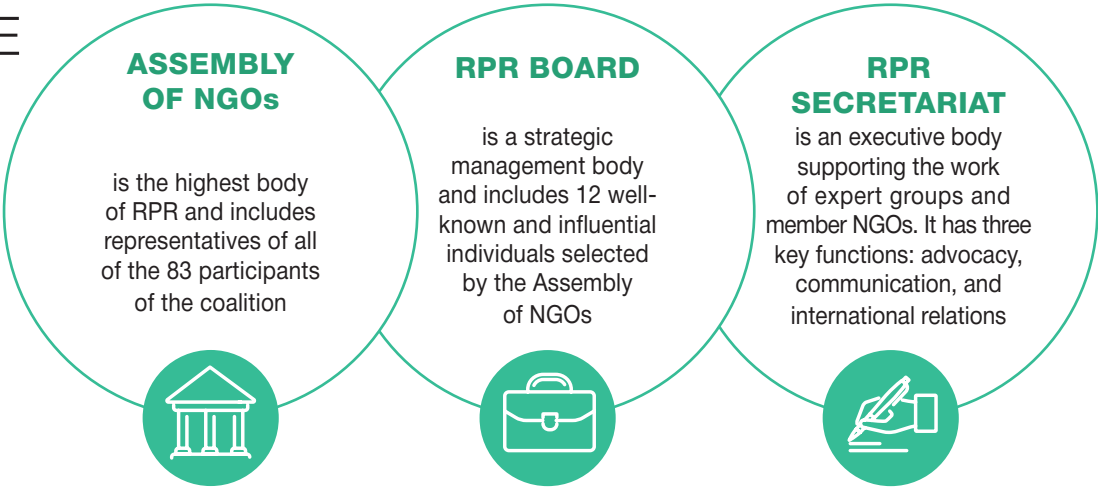 ASSEMBLY
OF NGOs
is the highest body
of RPR and includes
representatives of all
of the 83 participants
of the coalition
RPR BOARD
is a strategic
management body
and includes 12 well-
known and influential
individuals selected
by the Assembly
of NGOs
RPR
SECRETARIAT
is an executive body
supporting the work
of expert groups and
member NGOs. It has three
key functions: advocacy,
communication, and
international relations